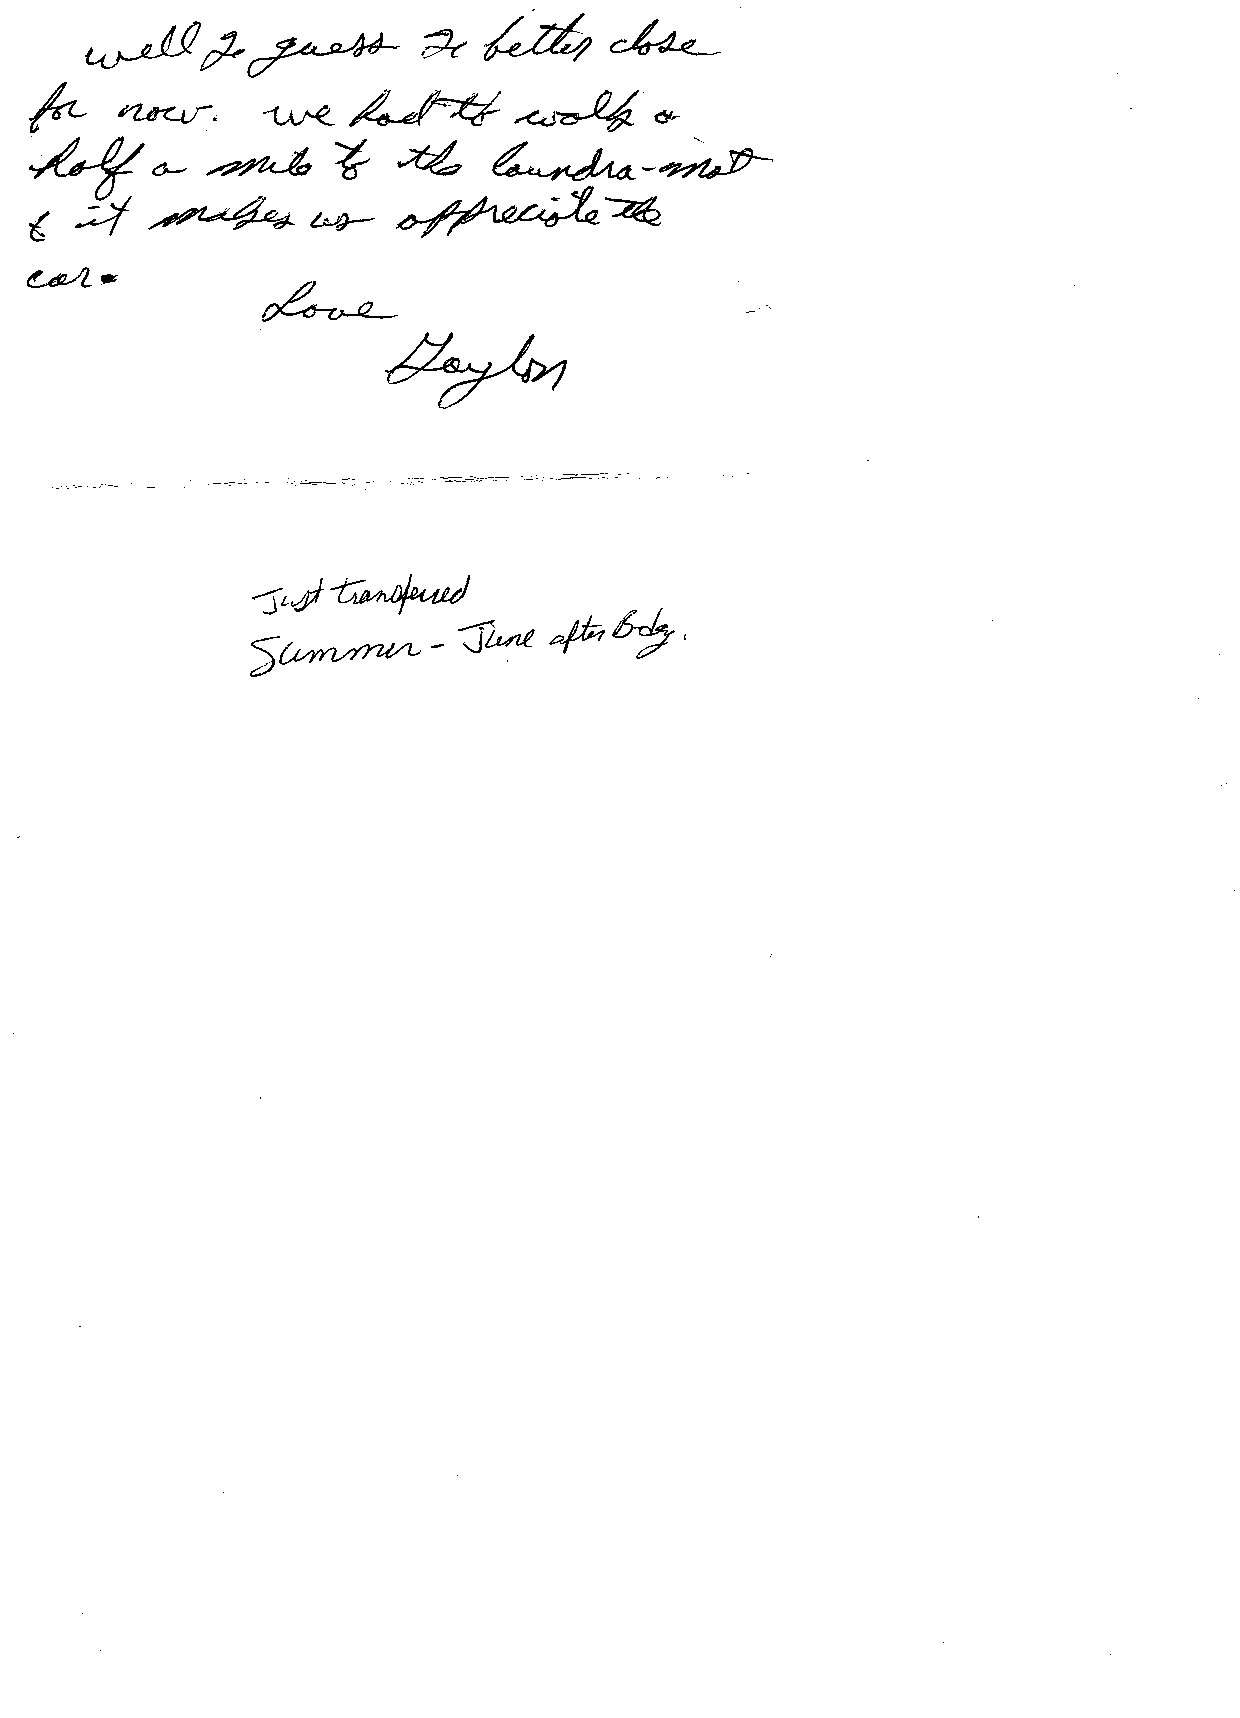 well I guess I better close
for now. we had to walk a
half a mile to the laundra-mat
& it makes us appreciate the
car.
Love
Gaylon
Just transferred
Summer - June after Bday.